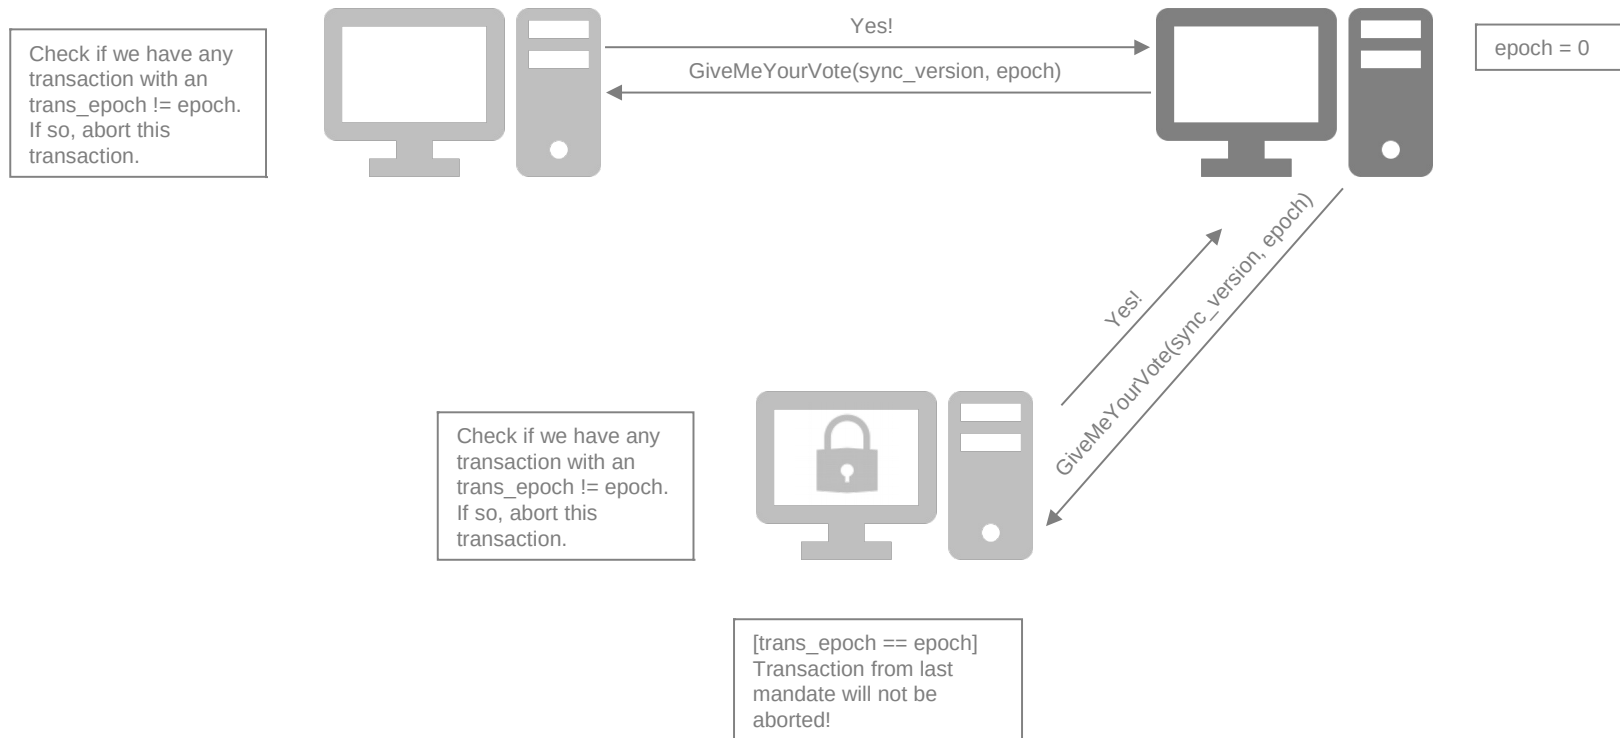 Yes!
GiveMeYourVote(sync_version, epoch)
epoch = 0
Check if we have any
transaction with an
trans_epoch != epoch.
If so, abort this
transaction.
Yes!
GiveMeYourVote(sync_version, epoch)
Check if we have any
transaction with an
trans_epoch != epoch.
If so, abort this
transaction.
[trans_epoch == epoch]
Transaction from last
mandate will not be
aborted!